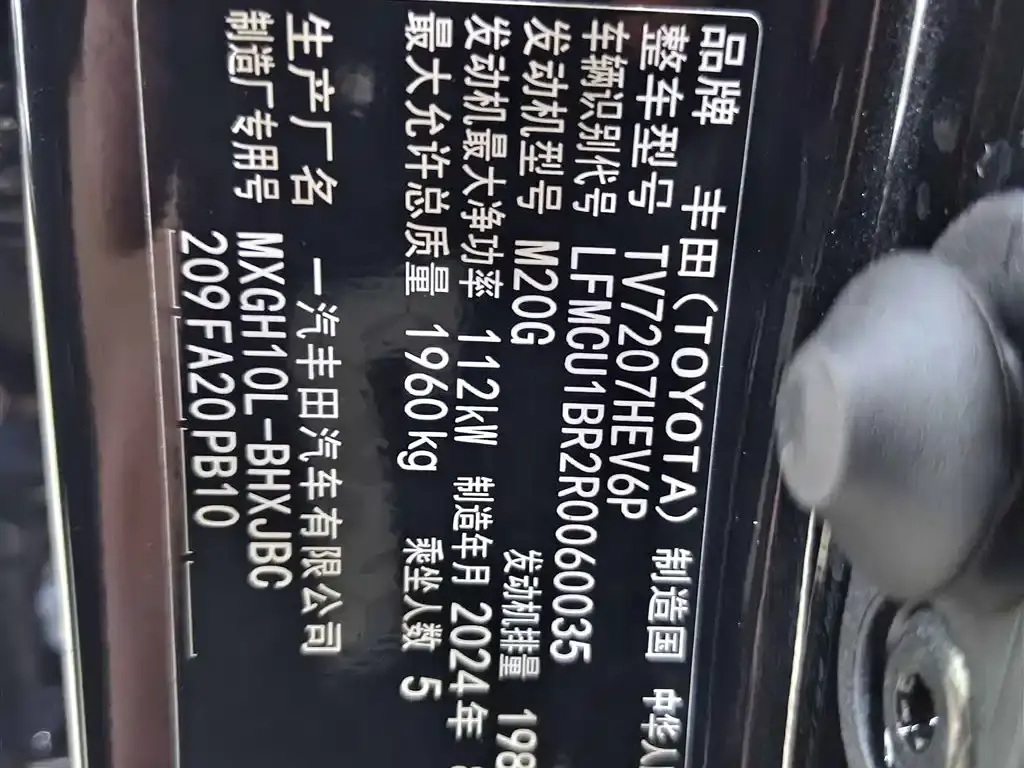 品牌 丰田(TOYOTA) 制造国 中华人
整车型号 TV7207HEV6P
车辆识别代号 LFMCU1BR2R0060035
发动机型号 M20G 发动机排量 198
发动机最大净功率 112kW 制造年月 2024年
最大允许总质量 1960kg 乘坐人数 5
生产厂名 一汽丰田汽车有限公司
制造厂专用号 MXGH10L-BHXJBC
209FA20PB10